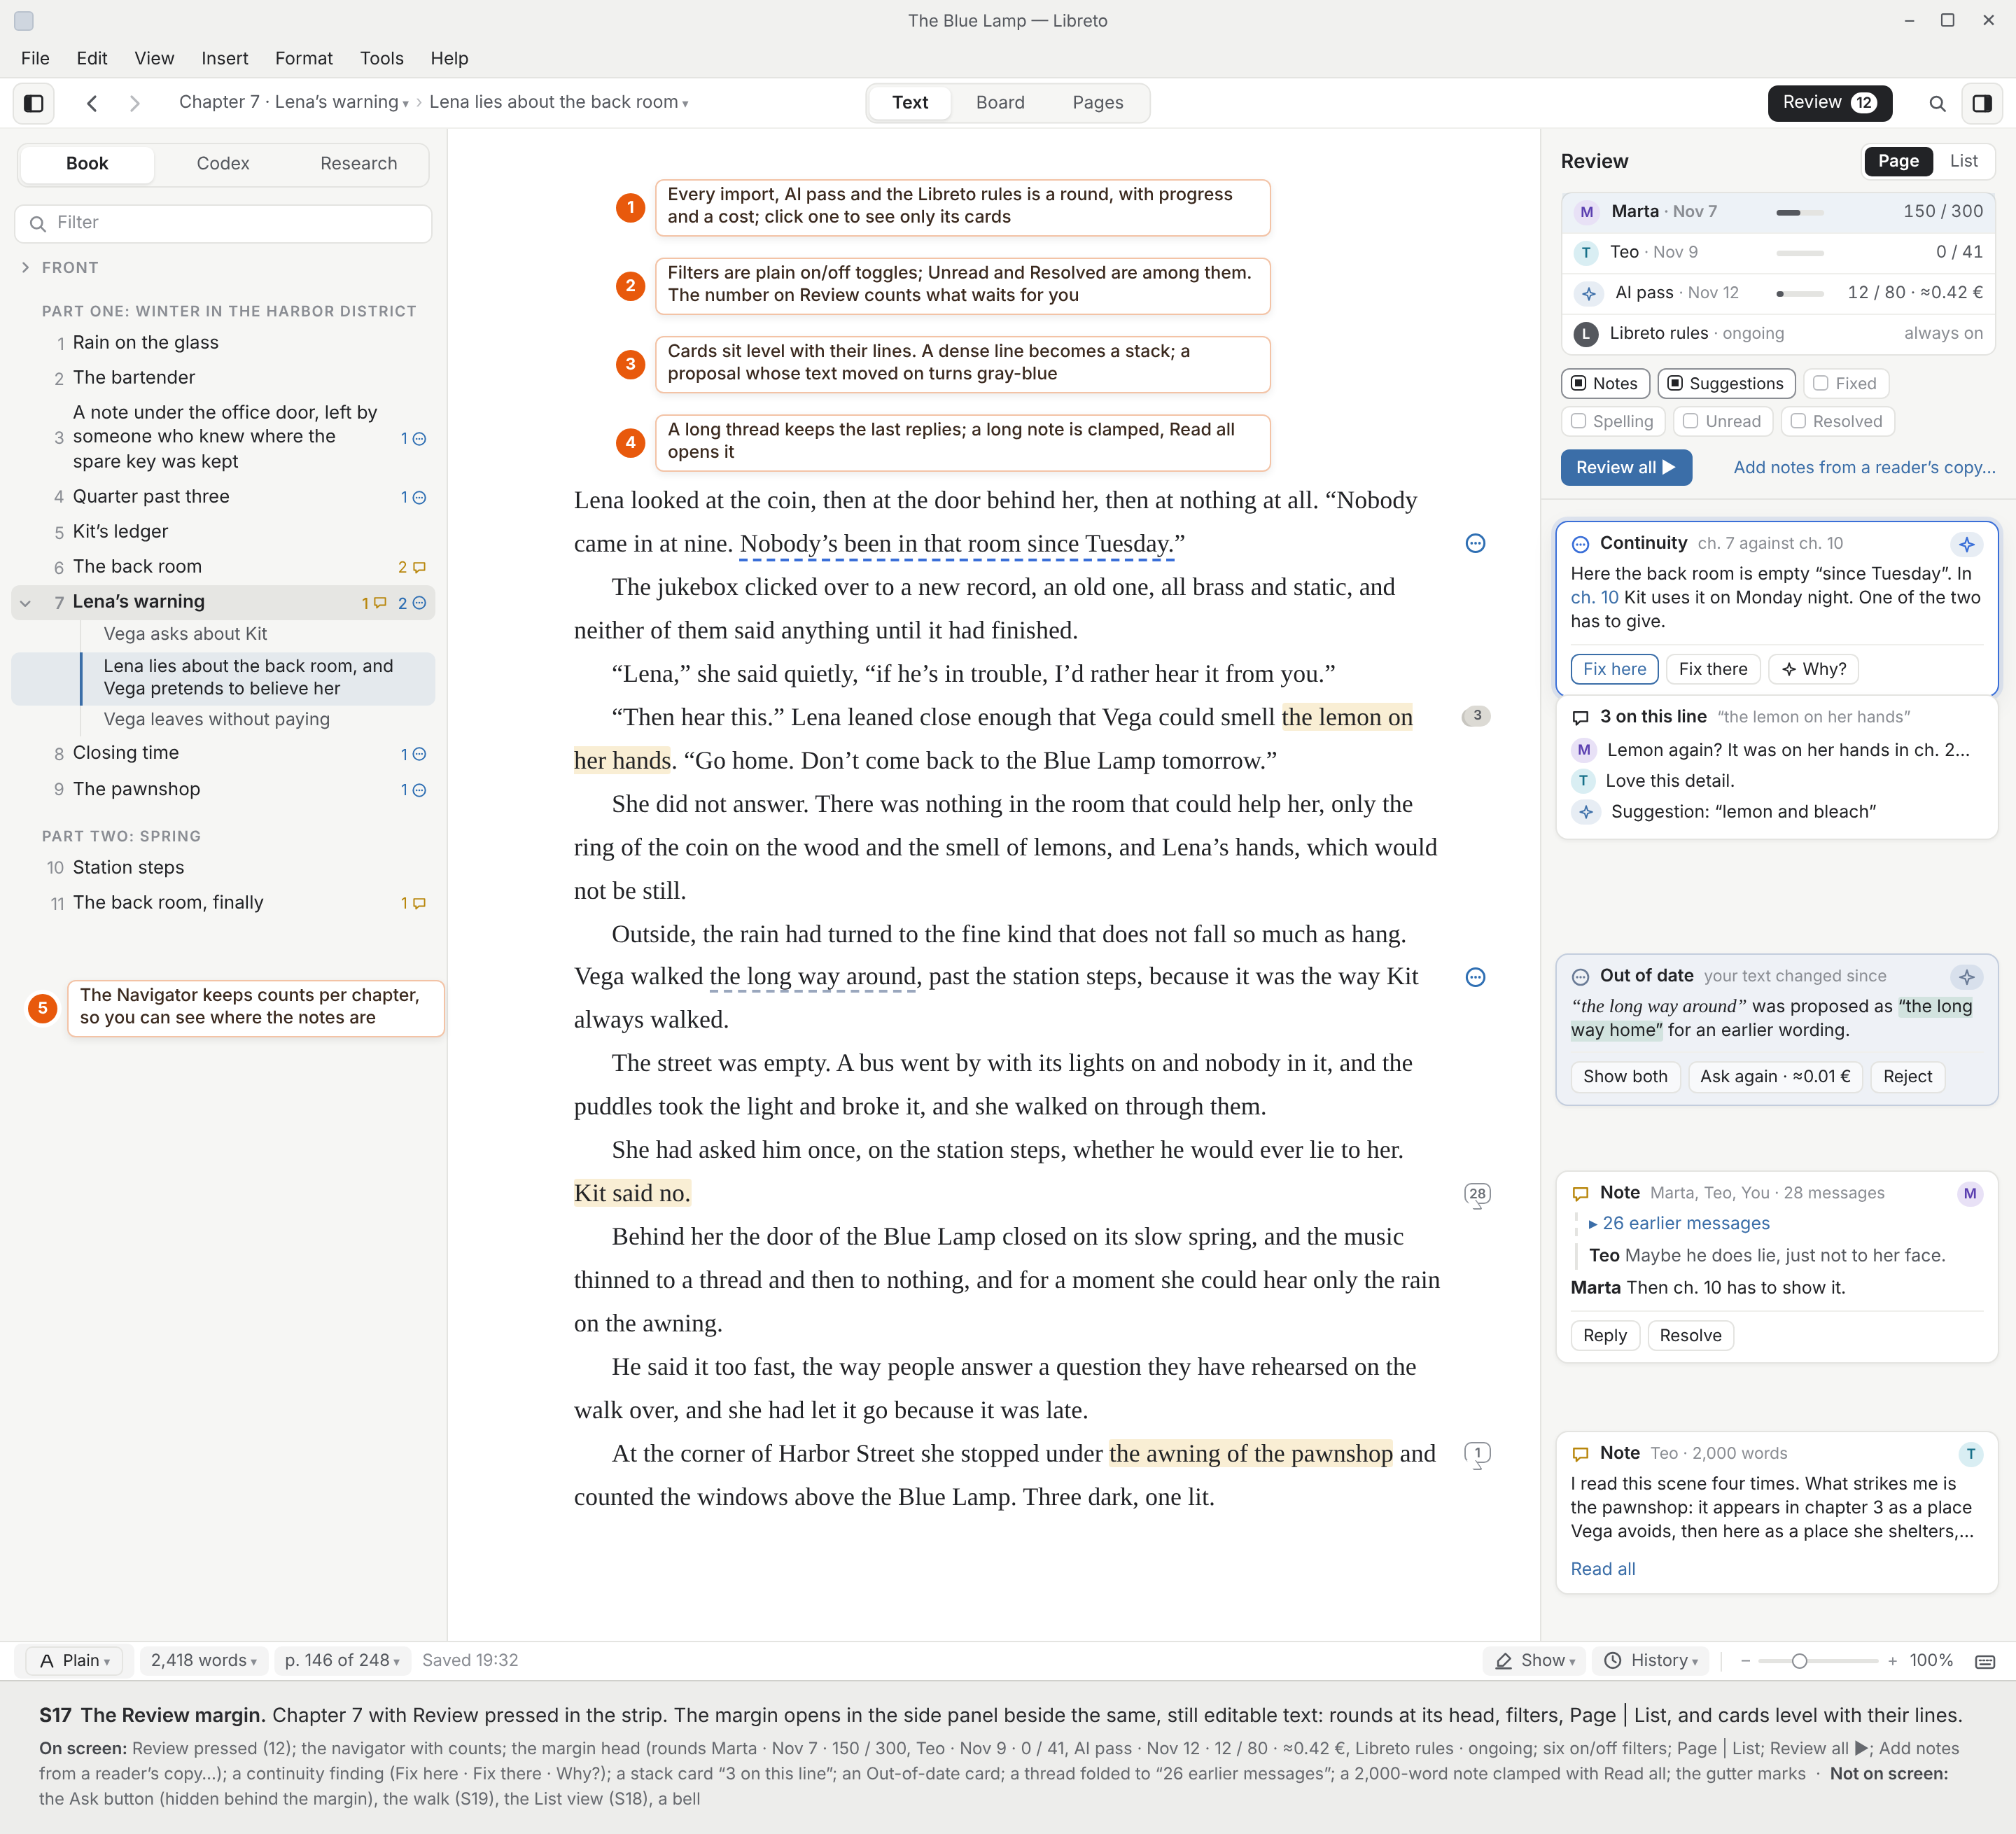 The Blue Lamp — Libreto
File Edit View Insert Format Tools Help
Chapter 7 · Lena’s warning ▾ › Lena lies about the back room ▾
Text Board Pages
Review 12
Book Codex Research
Filter
FRONT
PART ONE: WINTER IN THE HARBOR DISTRICT
1 Rain on the glass
2 The bartender
A note under the office door, left by
3 someone who knew where the 1
spare key was kept
4 Quarter past three 1
5 Kit’s ledger
6 The back room 2
7 Lena’s warning 1 2
Vega asks about Kit
Lena lies about the back room, and
Vega pretends to believe her
Vega leaves without paying
8 Closing time 1
9 The pawnshop 1
PART TWO: SPRING
10 Station steps
11 The back room, finally 1
5 The Navigator keeps counts per chapter,
so you can see where the notes are
1 Every import, AI pass and the Libreto rules is a round, with progress
and a cost; click one to see only its cards
2 Filters are plain on/off toggles; Unread and Resolved are among them.
The number on Review counts what waits for you
3 Cards sit level with their lines. A dense line becomes a stack; a
proposal whose text moved on turns gray-blue
4 A long thread keeps the last replies; a long note is clamped, Read all
opens it
Lena looked at the coin, then at the door behind her, then at nothing at all. “Nobody
came in at nine. Nobody’s been in that room since Tuesday.”
The jukebox clicked over to a new record, an old one, all brass and static, and
neither of them said anything until it had finished.
“Lena,” she said quietly, “if he’s in trouble, I’d rather hear it from you.”
“Then hear this.” Lena leaned close enough that Vega could smell the lemon on 3
her hands. “Go home. Don’t come back to the Blue Lamp tomorrow.”
She did not answer. There was nothing in the room that could help her, only the
ring of the coin on the wood and the smell of lemons, and Lena’s hands, which would
not be still.
Outside, the rain had turned to the fine kind that does not fall so much as hang.
Vega walked the long way around, past the station steps, because it was the way Kit
always walked.
The street was empty. A bus went by with its lights on and nobody in it, and the
puddles took the light and broke it, and she walked on through them.
She had asked him once, on the station steps, whether he would ever lie to her.
Kit said no. 28
Behind her the door of the Blue Lamp closed on its slow spring, and the music
thinned to a thread and then to nothing, and for a moment she could hear only the rain
on the awning.
He said it too fast, the way people answer a question they have rehearsed on the
walk over, and she had let it go because it was late.
At the corner of Harbor Street she stopped under the awning of the pawnshop and 1
counted the windows above the Blue Lamp. Three dark, one lit.
Review Page List
M Marta · Nov 7 150 / 300
T Teo · Nov 9 0 / 41
AI pass · Nov 12 12 / 80 · ≈0.42 €
L Libreto rules · ongoing always on
Notes Suggestions Fixed
Spelling Unread Resolved
Review all ▶ Add notes from a reader’s copy...
Continuity ch. 7 against ch. 10
Here the back room is empty “since Tuesday”. In
ch. 10 Kit uses it on Monday night. One of the two
has to give.
Fix here Fix there Why?
3 on this line “the lemon on her hands”
M Lemon again? It was on her hands in ch. 2...
T Love this detail.
Suggestion: “lemon and bleach”
Out of date your text changed since
“the long way around” was proposed as “the long
way home” for an earlier wording.
Show both Ask again · ≈0.01 € Reject
Note Marta, Teo, You · 28 messages M
▸ 26 earlier messages
Teo Maybe he does lie, just not to her face.
Marta Then ch. 10 has to show it.
Reply Resolve
Note Teo · 2,000 words T
I read this scene four times. What strikes me is
the pawnshop: it appears in chapter 3 as a place
Vega avoids, then here as a place she shelters,...
Read all
A Plain ▾ 2,418 words ▾ p. 146 of 248 ▾ Saved 19:32
Show ▾ History ▾ − + 100%
S17 The Review margin. Chapter 7 with Review pressed in the strip. The margin opens in the side panel beside the same, still editable text: rounds at its head, filters, Page | List, and cards level with their lines.
On screen: Review pressed (12); the navigator with counts; the margin head (rounds Marta · Nov 7 · 150 / 300, Teo · Nov 9 · 0 / 41, AI pass · Nov 12 · 12 / 80 · ≈0.42 €, Libreto rules · ongoing; six on/off filters; Page | List; Review all ▶; Add notes
from a reader’s copy...); a continuity finding (Fix here · Fix there · Why?); a stack card “3 on this line”; an Out-of-date card; a thread folded to “26 earlier messages”; a 2,000-word note clamped with Read all; the gutter marks · Not on screen:
the Ask button (hidden behind the margin), the walk (S19), the List view (S18), a bell